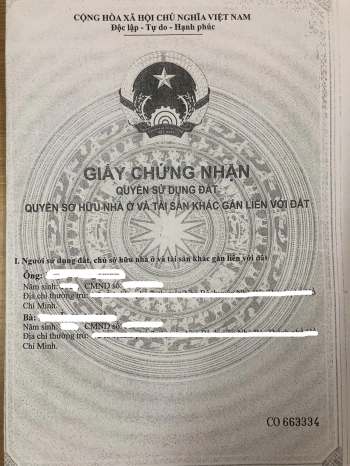 CỘNG HÒA XÃ HỘI CHỦ NGHĨA VIỆT NAM
Độc lập - Tự do - Hạnh phúc
GIẤY CHỨNG NHẬN
QUYỀN SỬ DỤNG ĐẤT
QUYỀN SỞ HỮU NHÀ Ở VÀ TÀI SẢN KHÁC GẮN LIỀN VỚI ĐẤT
I. Người sử dụng đất, chủ sở hữu nhà ở và tài sản khác gắn liền với đất
Ông:
Năm sinh: CMND số:
Địa chỉ thường trú:
Chí Minh.
Bà:
Năm sinh: CMND số:
Địa chỉ thường trú:
Chí Minh.
CO 663334